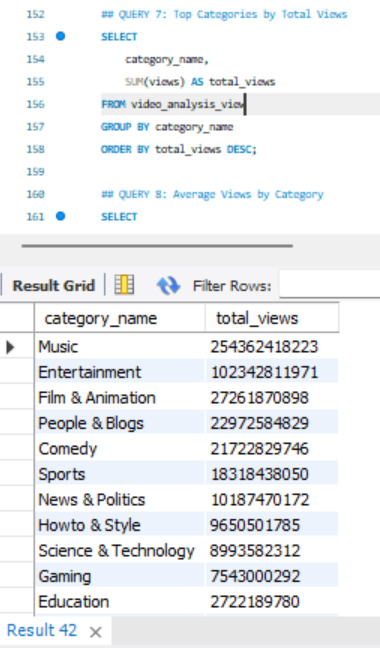 152 ## QUERY 7: Top Categories by Total Views
153 SELECT
154 category_name,
155 SUM(views) AS total_views
156 FROM video_analysis_view
157 GROUP BY category_name
158 ORDER BY total_views DESC;
159
160 ## QUERY 8: Average Views by Category
161 SELECT
Result Grid Filter Rows:
category_name total_views
Music 254362418223
Entertainment 102342811971
Film & Animation 27261870898
People & Blogs 22972584829
Comedy 21722829746
Sports 18318438050
News & Politics 10187470172
Howto & Style 9650501785
Science & Technology 8993582312
Gaming 7543000292
Education 2722189780
Result 42